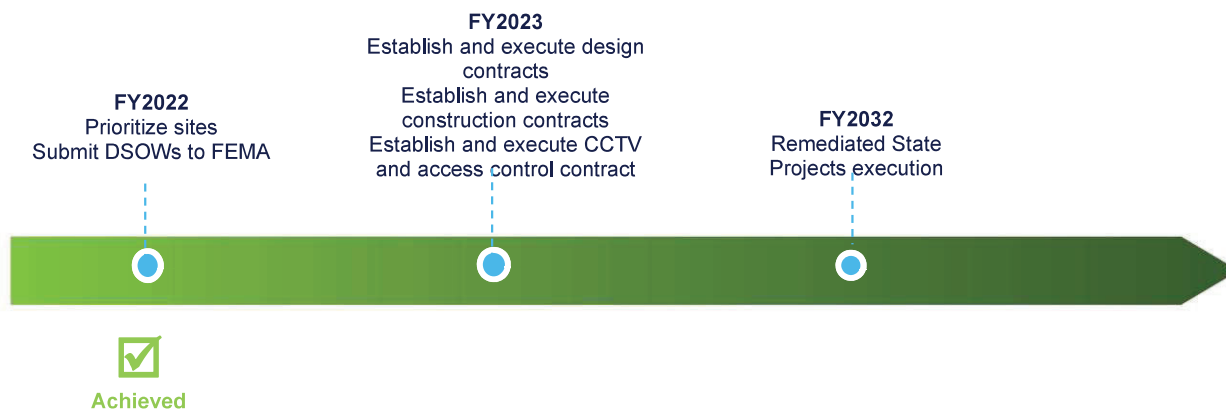 FY2022
Prioritize sites
Submit DSOWs to FEMA
FY2023
Establish and execute design
contracts
Establish and execute
construction contracts
Establish and execute CCTV
and access control contract
FY2032
Remediated State
Projects execution
Achieved